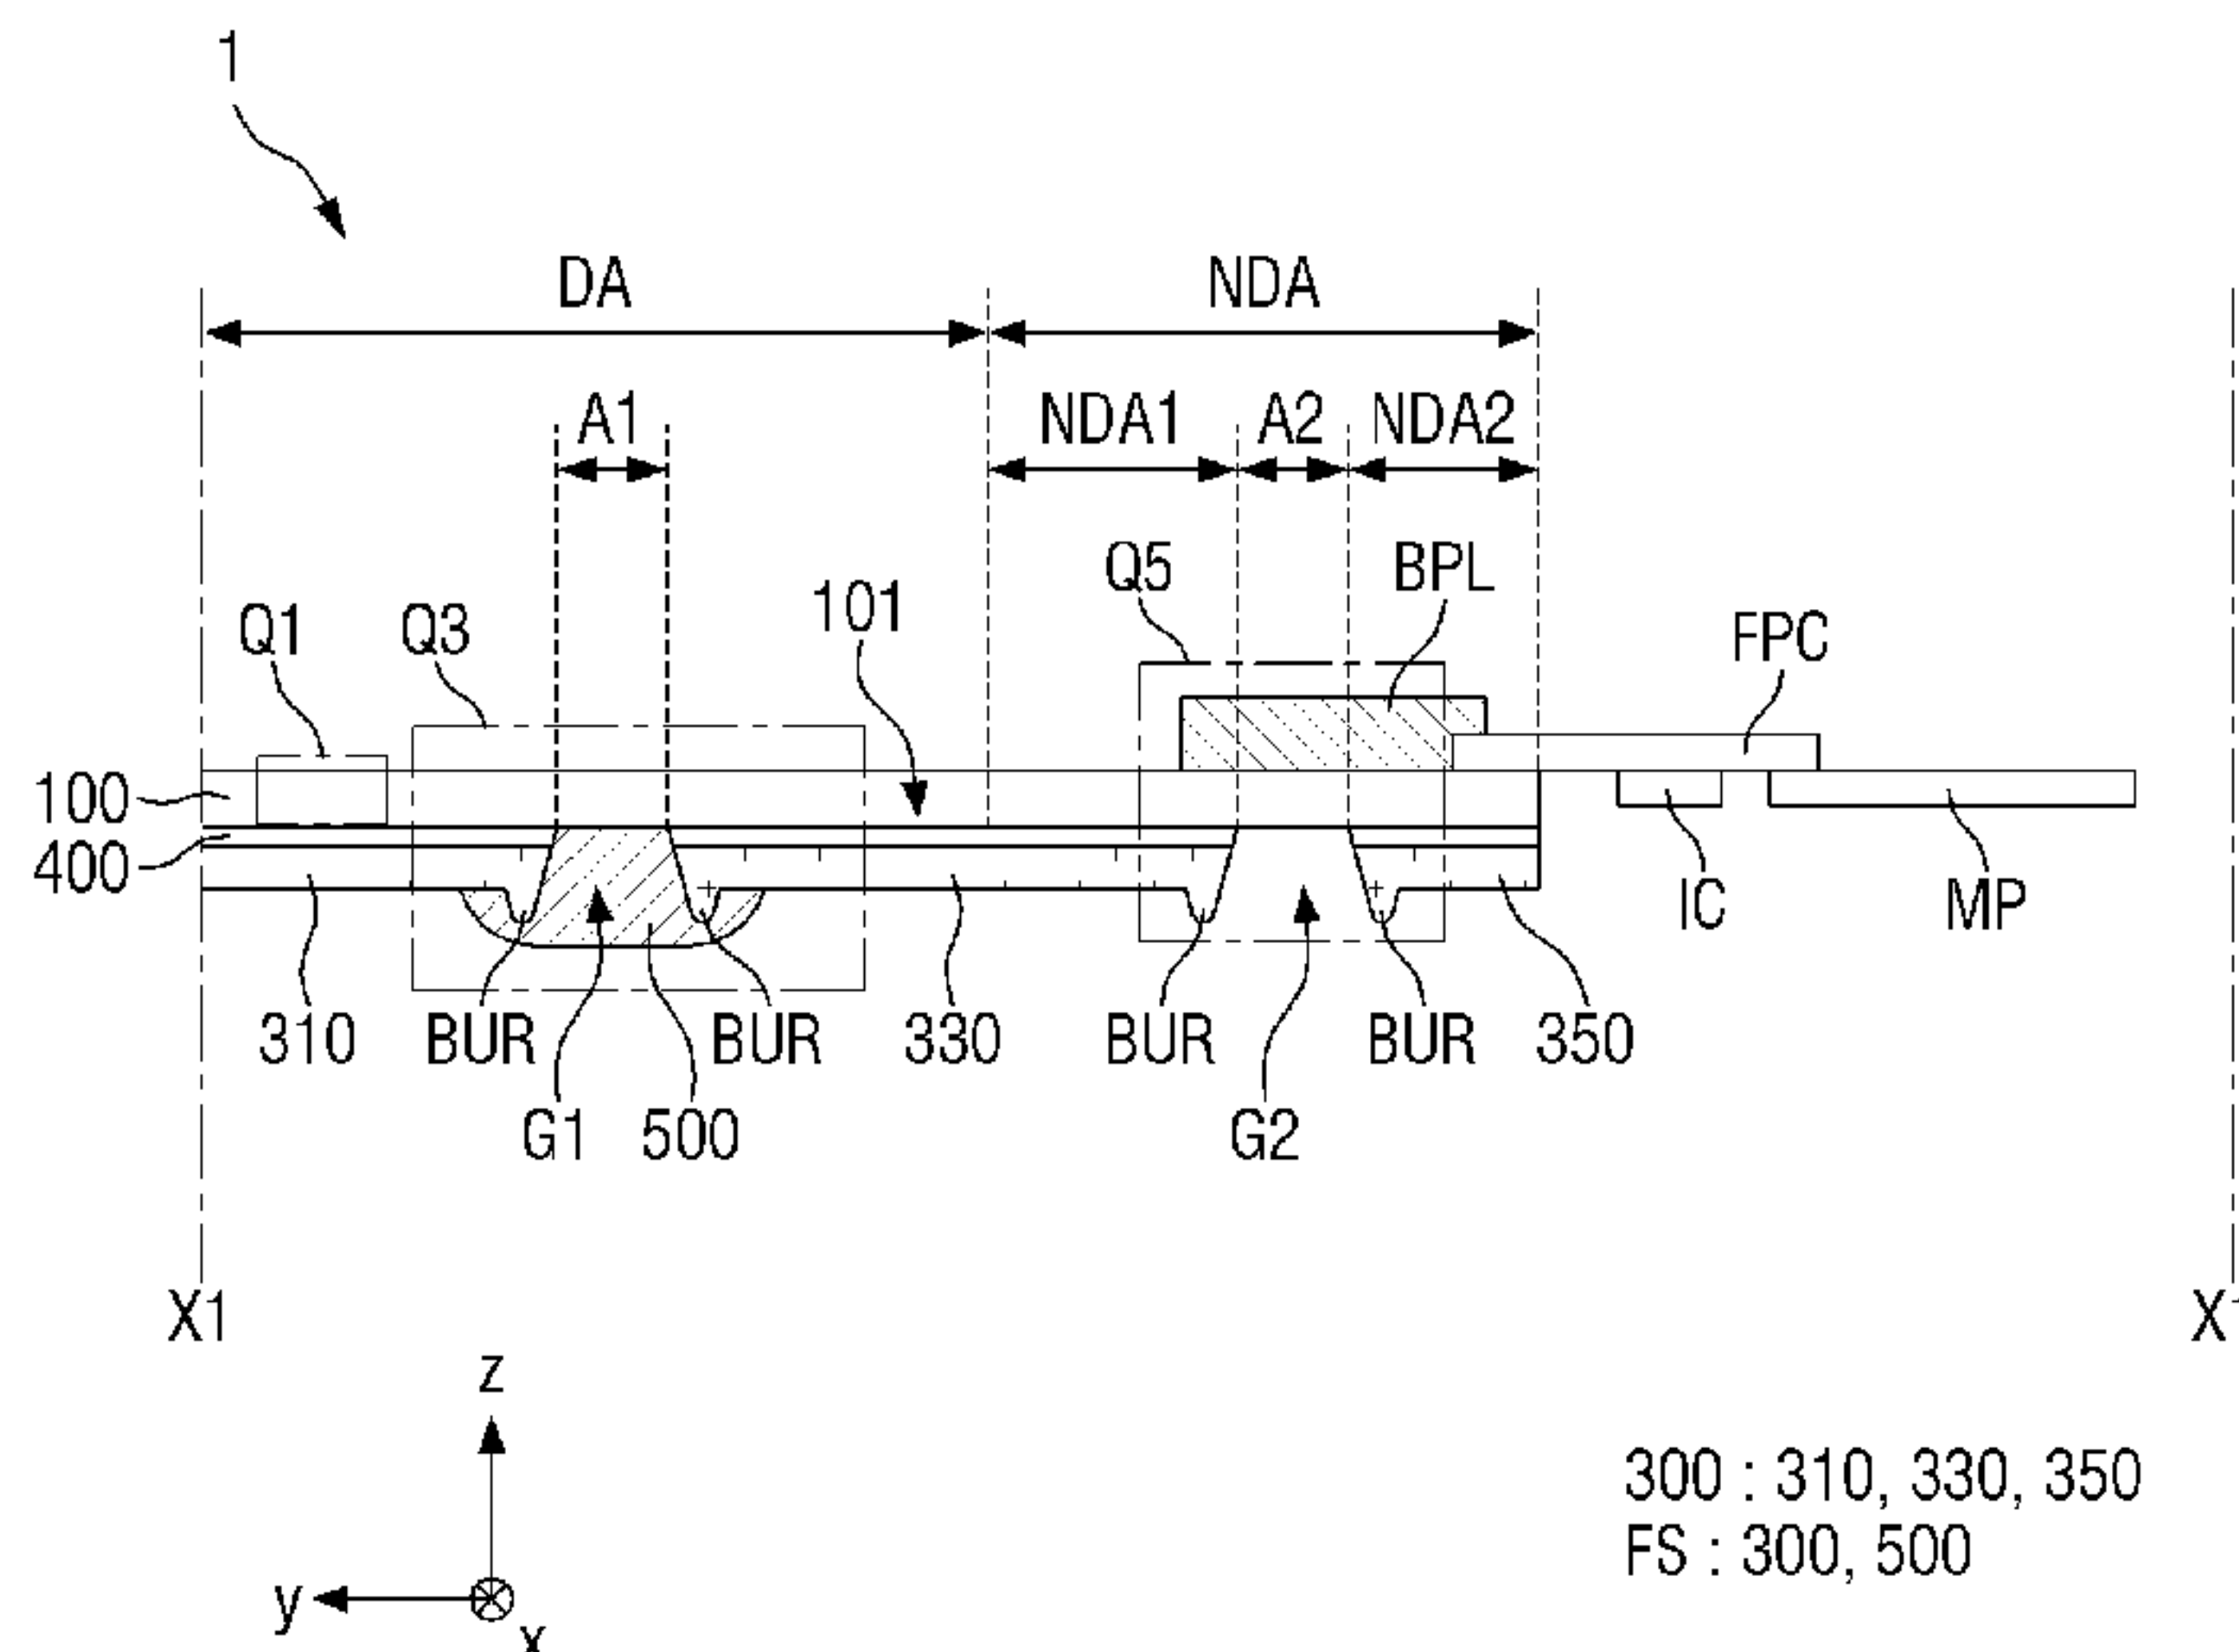 1
DA
NDA
A1
NDA1
A2
NDA2
Q5
BPL
101
Q1
Q3
FPC
100
400
IC
MP
310
BUR
BUR
330
BUR
BUR
350
G1
500
G2
X1
z
y
x
300 : 310, 330, 350
FS : 300, 500